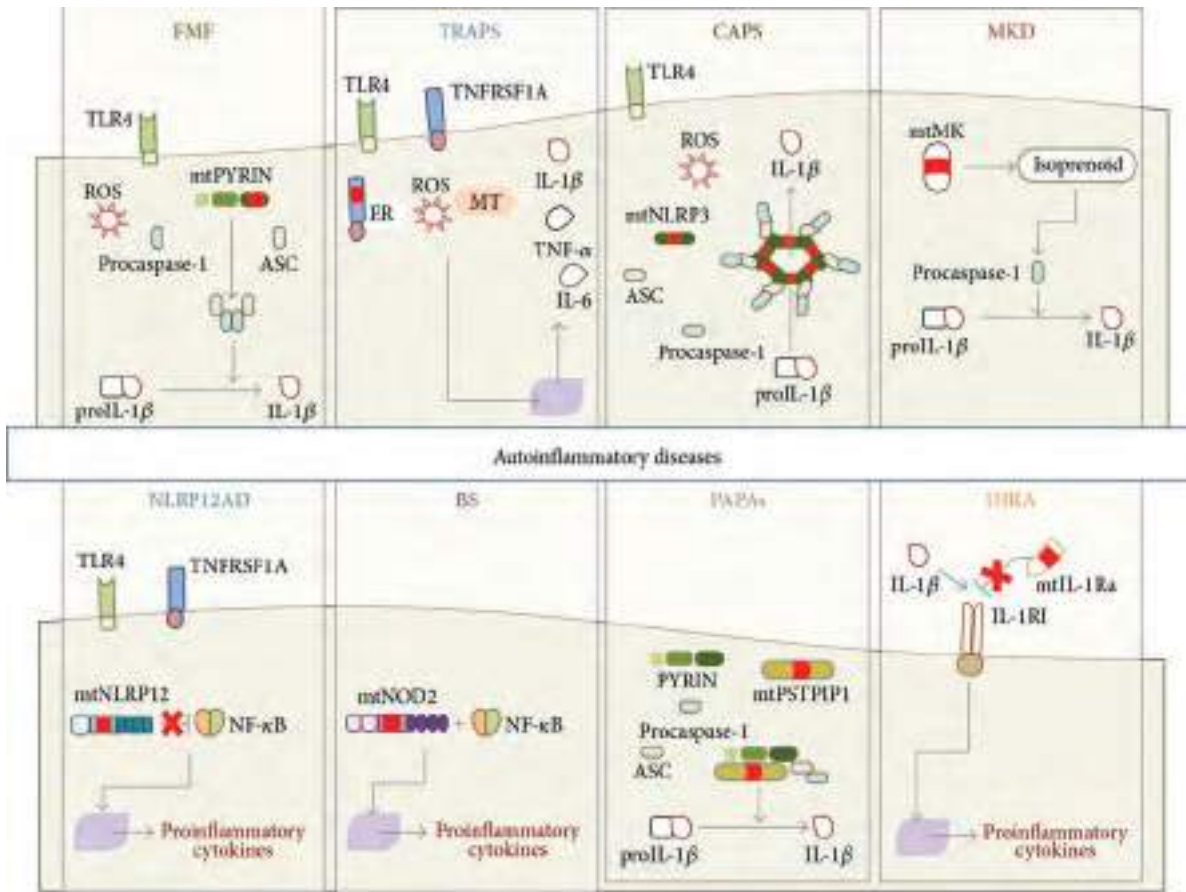 FMF
TLR4
ROS
mtPYRIN
Procaspase-1
ASC
proIL-1β
IL-1β
TRAPS
TLR4
TNFRSF1A
ER
ROS
MT
IL-1β
TNF-α
IL-6
CAPS
TLR4
ROS
IL-1β
mtNLRP3
ASC
Procaspase-1
proIL-1β
MKD
mtMK
Isoprenoid
Procaspase-1
proIL-1β
IL-1β
Autoinflammatory diseases
NLRP12AD
TLR4
TNFRSF1A
mtNLRP12
NF-κB
Proinflammatory
cytokines
BS
mtNOD2
+
NF-κB
Proinflammatory
cytokines
PAPAs
PYRIN
mtPSTPIP1
Procaspase-1
ASC
proIL-1β
IL-1β
IL-1β
mtIL-1Ra
IL-1RI
Proinflammatory
cytokines